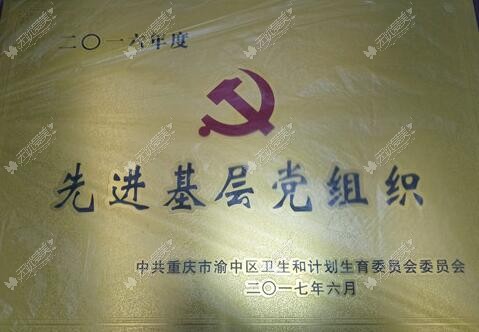 二〇一六年度
先进基层党组织
中共重庆市渝中区卫生和计划生育委员会委员会
二〇一七年六月